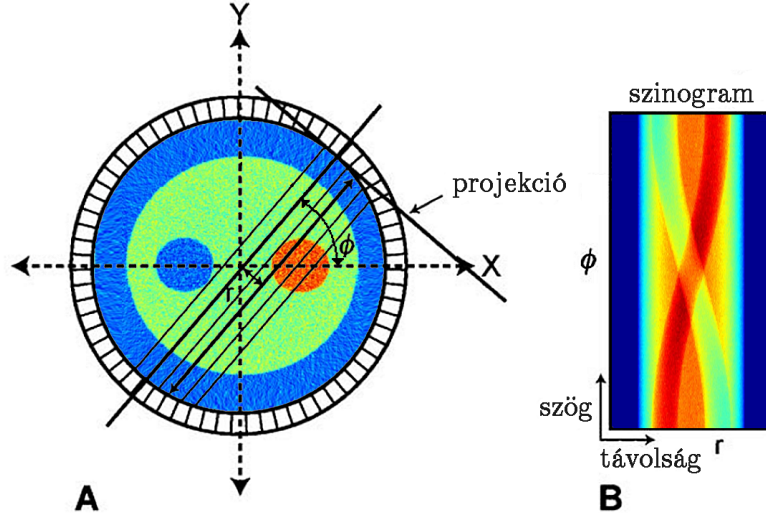 Y
X
ϕ
r
projekció
A
szinogram
ϕ
szög
távolság
r
B